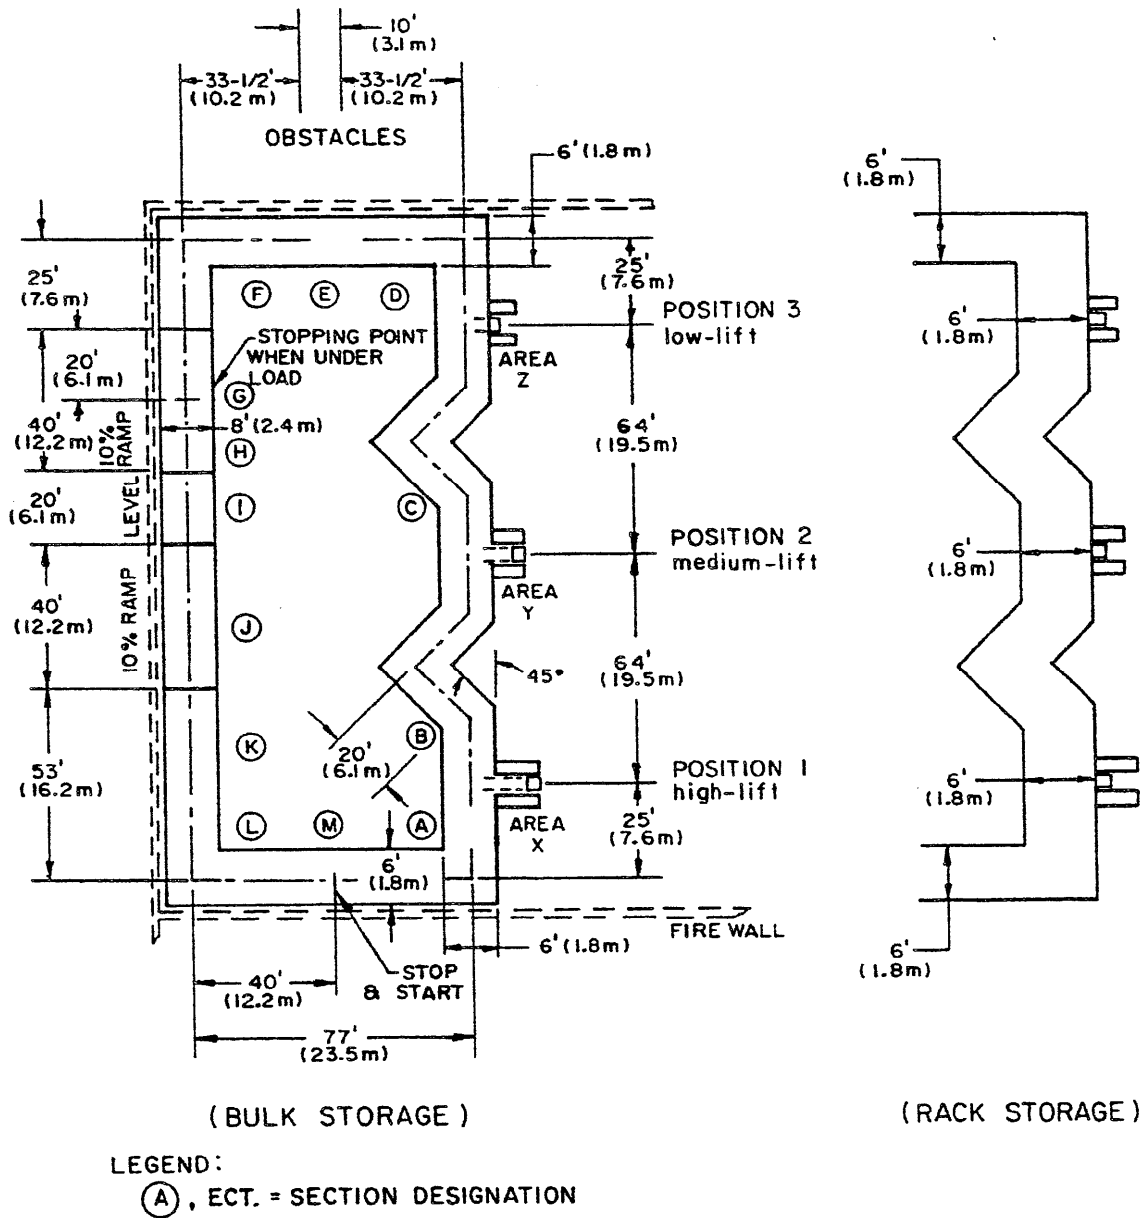 10'
(3.1m)
33-1/2'
(10.2 m)
33-1/2'
(10.2 m)
OBSTACLES
6' (1.8m)
6'
(1.8m)
25'
(7.6 m)
25'
(7.6m)
F
E
D
POSITION 3
low-lift
6'
(1.8m)
STOPPING POINT
WHEN UNDER
LOAD
AREA
Z
20'
(6.1m)
G
40'
(12.2 m)
10%
RAMP
8' (2.4 m)
64'
(19.5m)
H
20'
(6.1m)
LEVEL
I
C
POSITION 2
medium-lift
6'
(1.8m)
AREA
Y
40'
(12.2m)
10% RAMP
J
64'
(19.5m)
45°
53'
(16.2m)
K
20'
(6.1m)
B
POSITION 1
high-lift
6'
(1.8m)
L
M
A
AREA
X
25'
(7.6m)
6'
(1.8m)
FIRE WALL
6' (1.8m)
6'
(1.8m)
40'
(12.2m)
STOP
& START
77'
(23.5m)
(BULK STORAGE)
(RACK STORAGE)
LEGEND:
A , ECT. = SECTION DESIGNATION